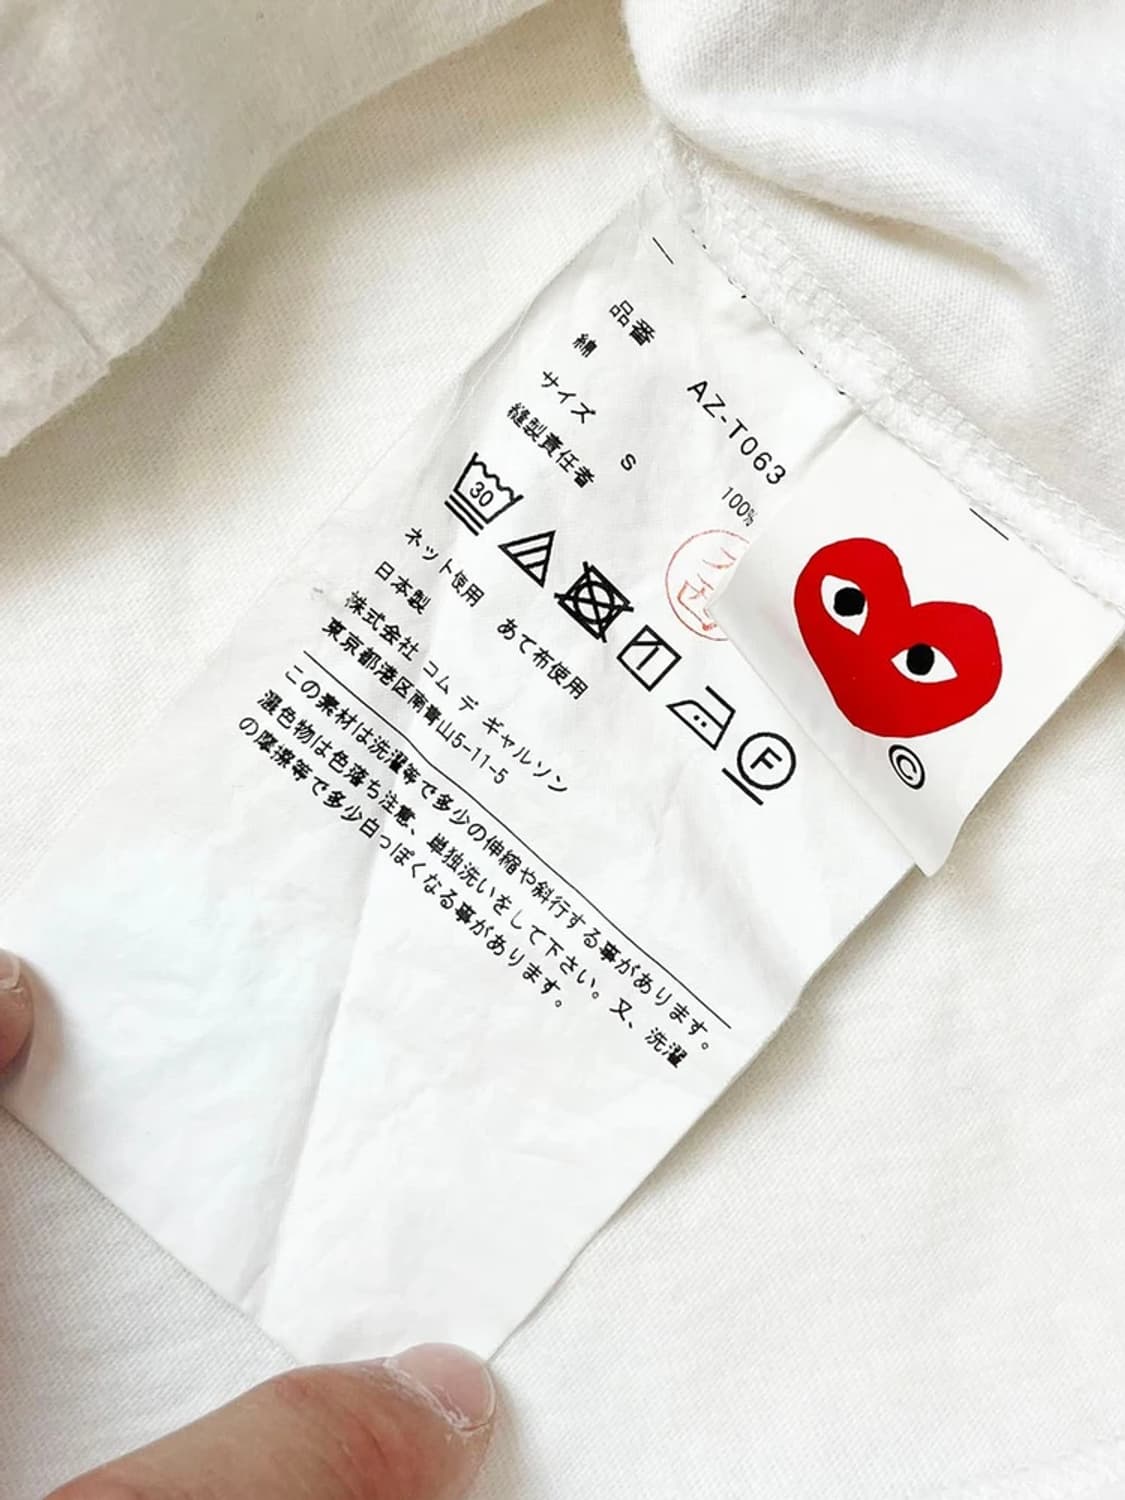 品番 AZ-T063
綿 100%
サイズ S
縫製責任者
30
ネット使用 あて布使用
日本製
株式会社 コム デ ギャルソン
東京都港区南青山5-11-5
この素材は洗濯等で多少の伸縮や斜行する事があります。
濃色物は色落ち注意、単独洗いをして下さい。又、洗濯
の摩擦等で多少白っぽくなる事があります。
F
©